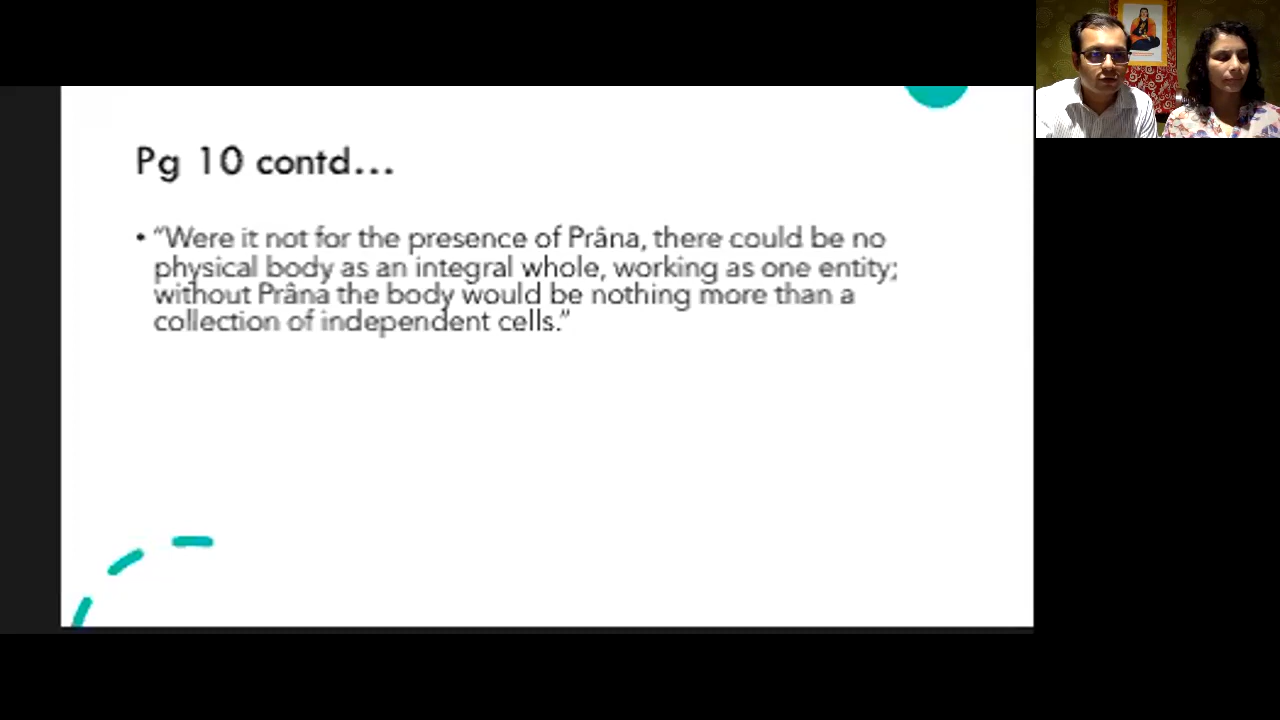 Pg 10 contd...
• “Were it not for the presence of Prâna, there could be no
physical body as an integral whole, working as one entity;
without Prâna the body would be nothing more than a
collection of independent cells.”